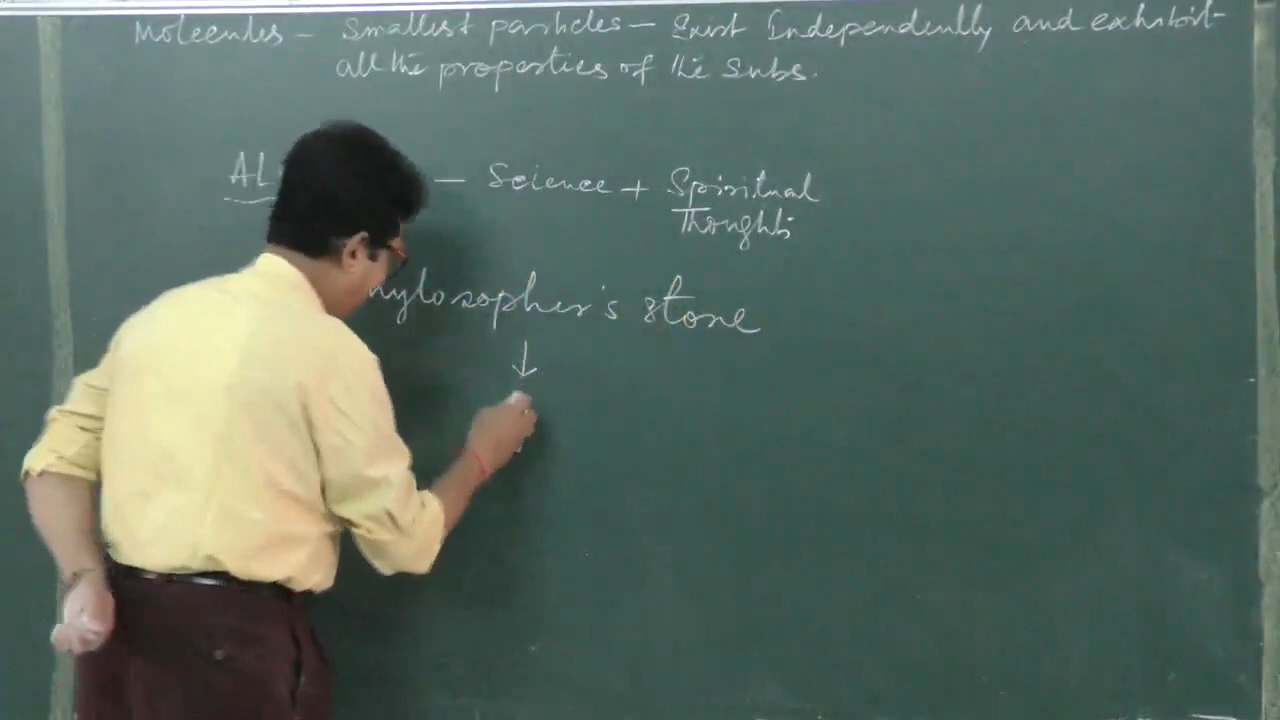 Molecules – Smallest particles – Exist Independently and exhibit
all the properties of the subs.
AL – Science + Spiritual
Thoughts
hylosopher's stone
↓